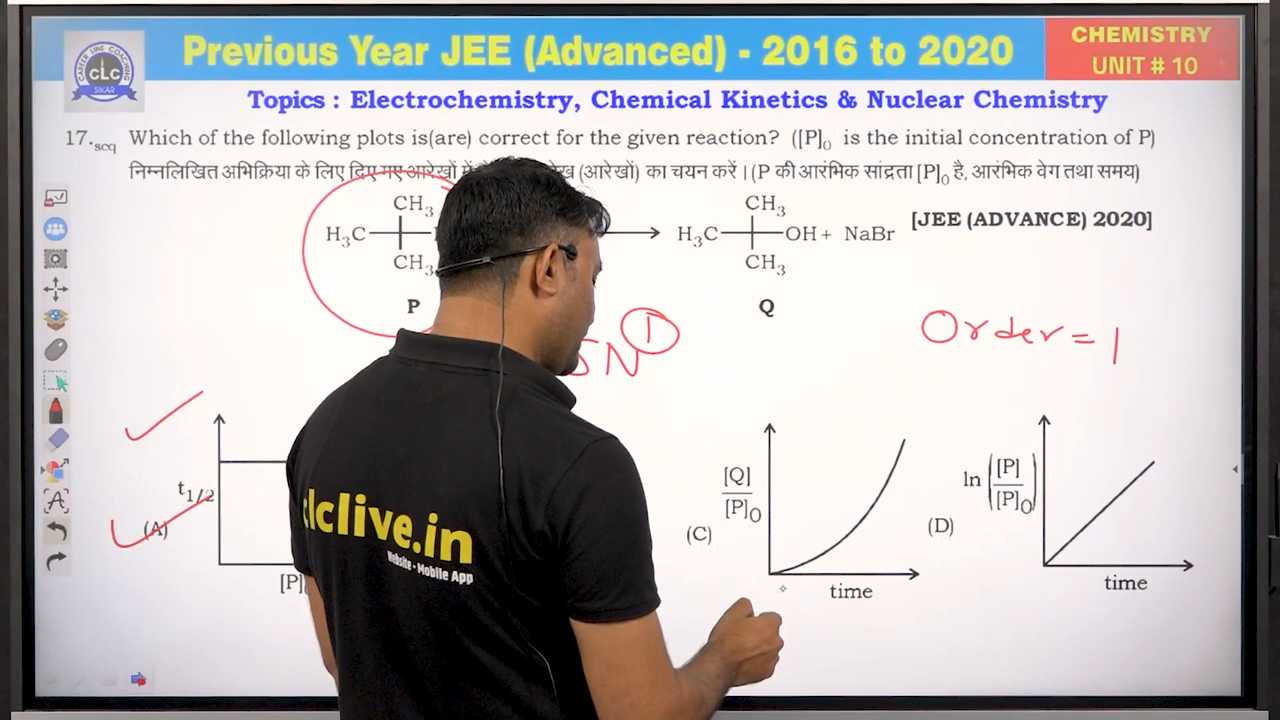 Previous Year JEE (Advanced) - 2016 to 2020
CHEMISTRY
UNIT # 10
CAREER LINE COACHING
CLC
SIKAR
Topics : Electrochemistry, Chemical Kinetics & Nuclear Chemistry
17.scq Which of the following plots is(are) correct for the given reaction? ([P]₀ is the initial concentration of P)
निम्नलिखित अभिक्रिया के लिए दिए गए आरेखों (आरेखों) का चयन करें । (P की आरंभिक सांद्रता [P]₀ है, आरंभिक वेग तथा समय)
CH₃
H₃C
CH₃
P
CH₃
H₃C OH + NaBr
CH₃
Q
[JEE (ADVANCE) 2020]
SN 1
Order = 1
(A)
t₁/₂
[P]
(C)
[Q]
[P]₀
time
(D)
ln ([P]
[P]₀)
time
clclive.in
Website • Mobile App